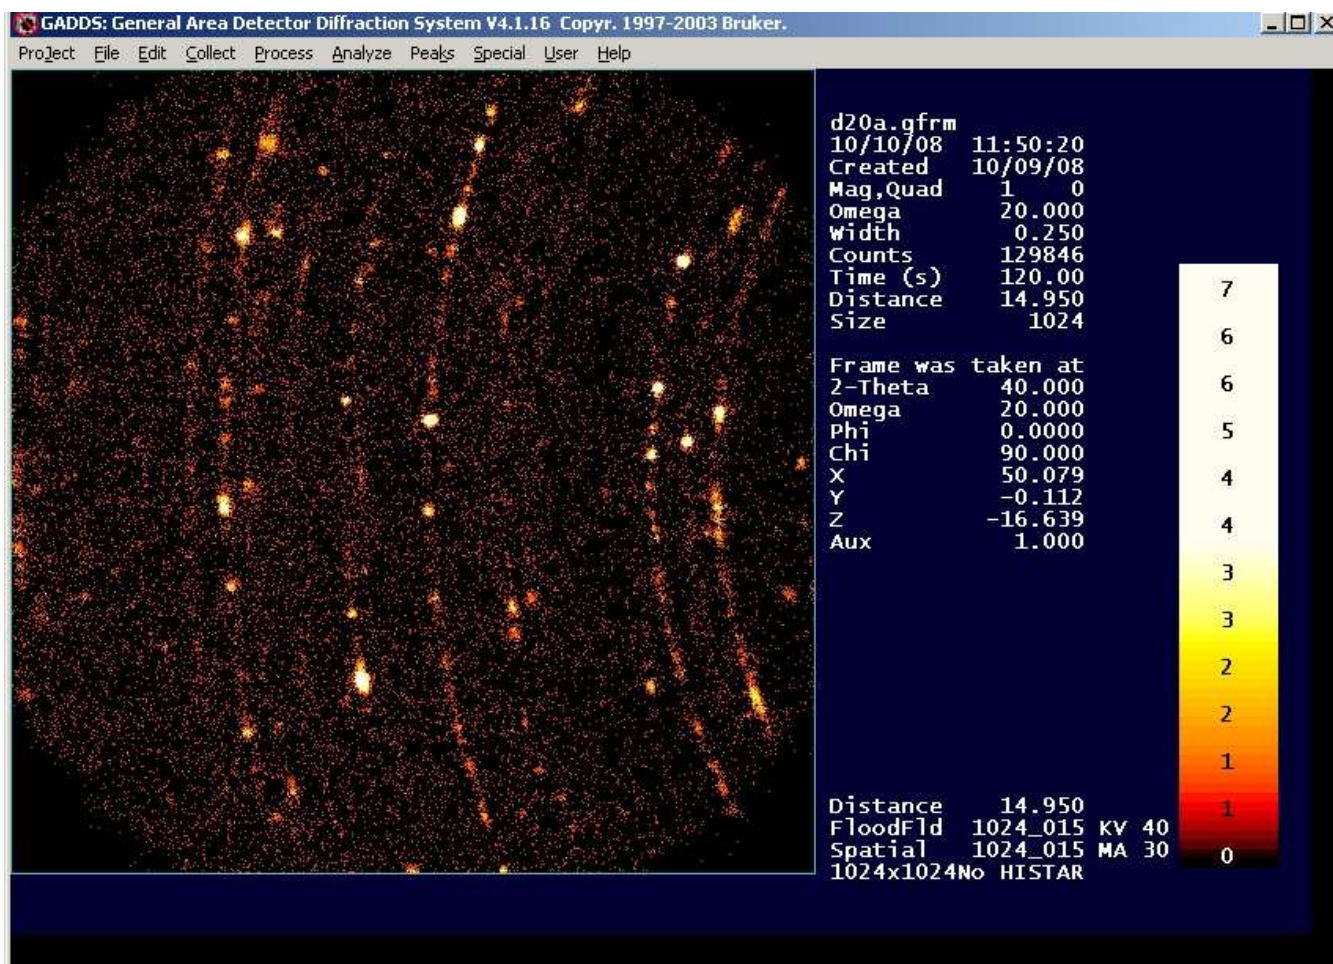 GADDS: General Area Detector Diffraction System V4.1.16 Copyr. 1997-2003 Bruker.
ProJect File Edit Collect Process Analyze Peaks Special User Help
d20a.gfrm
10/10/08 11:50:20
Created 10/09/08
Mag,Quad 1 0
Omega 20.000
Width 0.250
Counts 129846
Time (s) 120.00
Distance 14.950
Size 1024
Frame was taken at
2-Theta 40.000
Omega 20.000
Phi 0.0000
Chi 90.000
X 50.079
Y -0.112
Z -16.639
Aux 1.000
Distance 14.950
FloodFld 1024_015 KV 40
Spatial 1024_015 MA 30
1024x1024No HISTAR
7
6
6
5
4
4
3
3
2
2
1
1
0